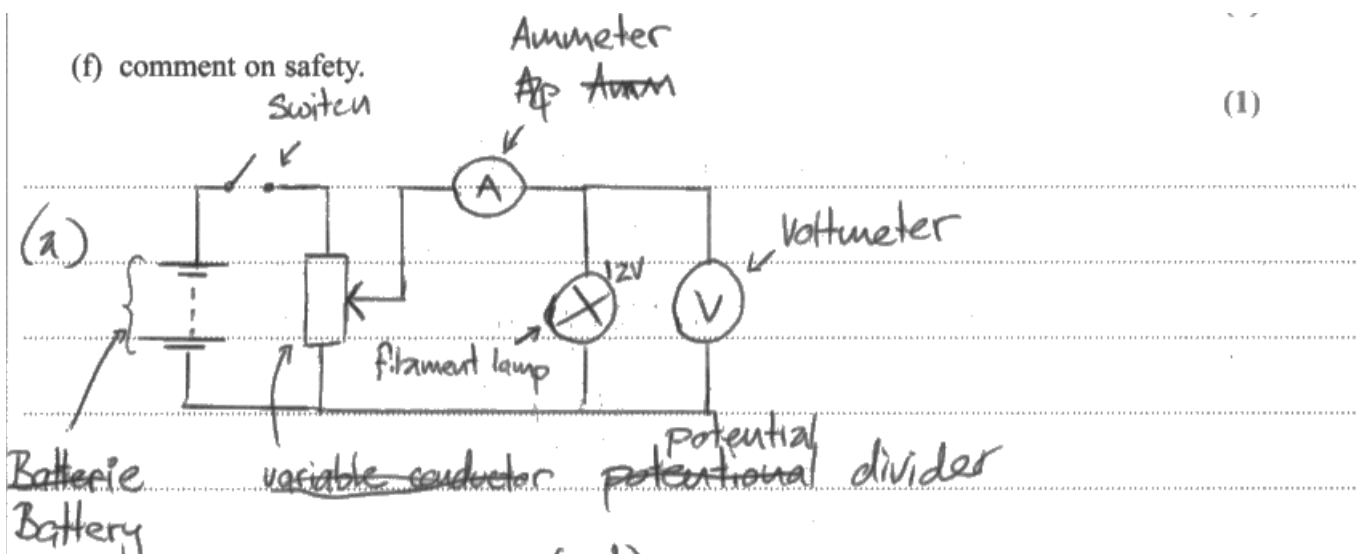 (f) comment on safety.
(1)
Ammeter
Switch
A
(a)
Voltmeter
12V
V
filament lamp
Batterie
Battery
variable conductor
potential
potentional divider